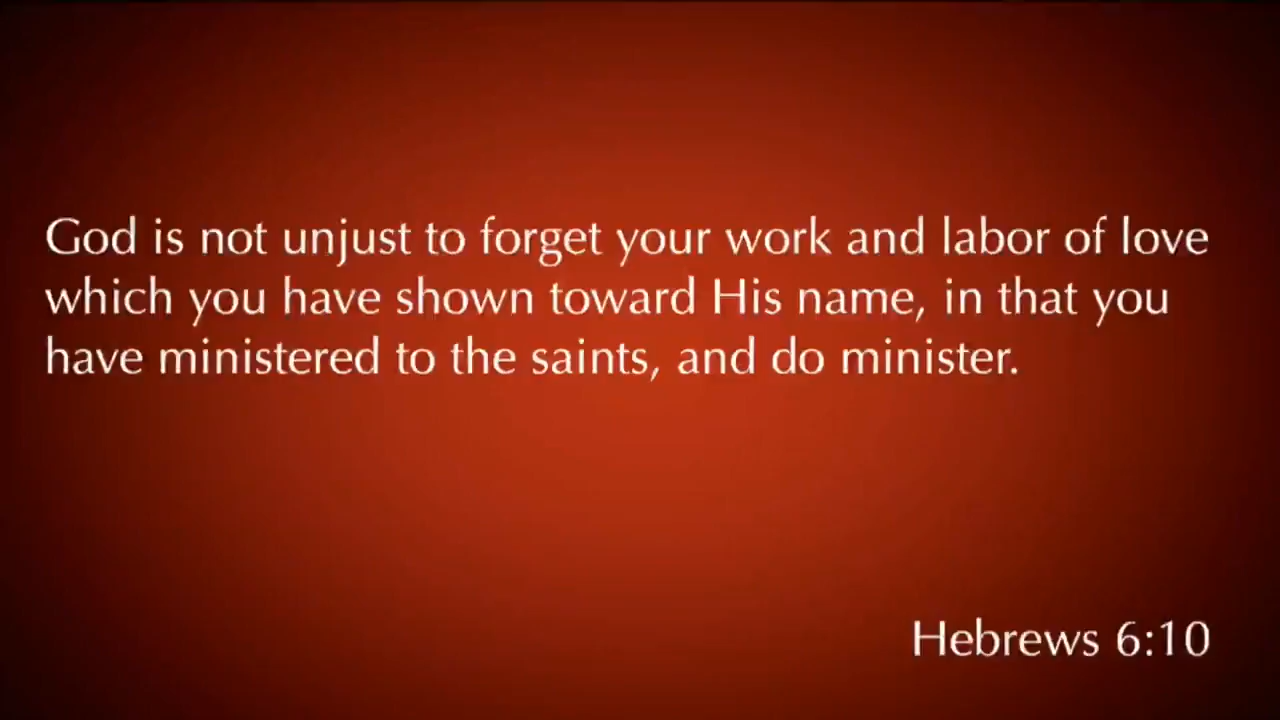 God is not unjust to forget your work and labor of love
which you have shown toward His name, in that you
have ministered to the saints, and do minister.
Hebrews 6:10